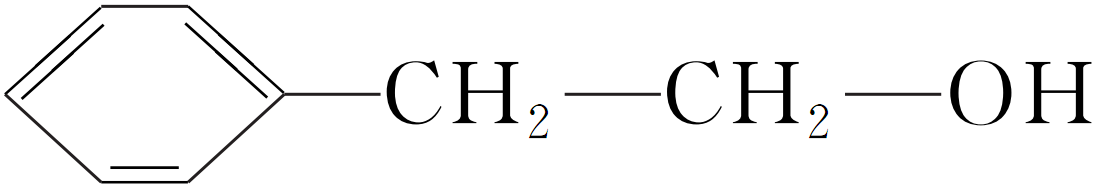 CH2 — CH2 — OH